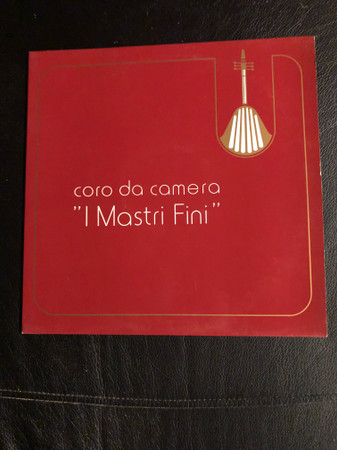 coro da camera
"I Mastri Fini"